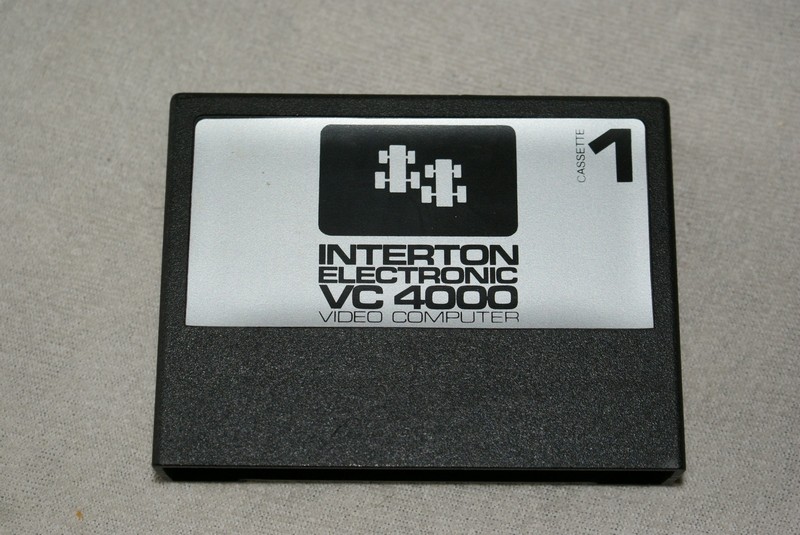 CASSETTE 1
INTERTON
ELECTRONIC
VC 4000
VIDEO COMPUTER